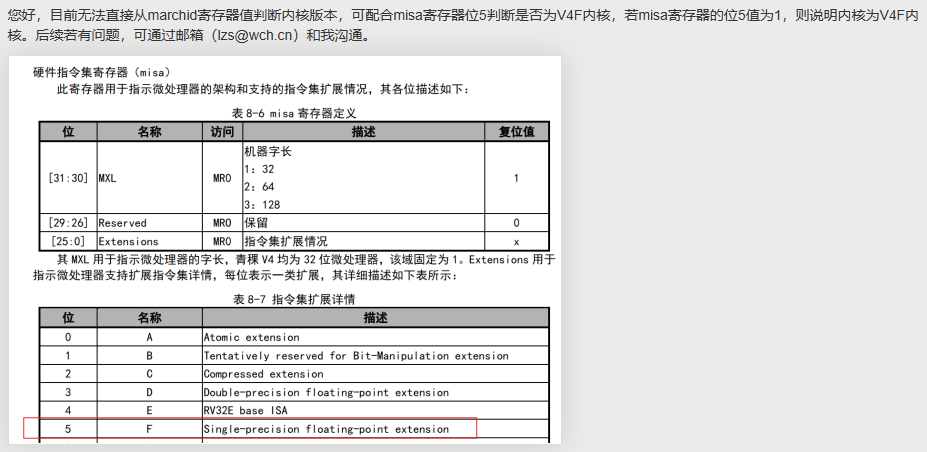 您好，目前无法直接从marchid寄存器值判断内核版本，可配合misa寄存器位5判断是否为V4F内核，若misa寄存器的位5值为1，则说明内核为V4F内
核。后续若有问题，可通过邮箱（lzs@wch.cn）和我沟通。
硬件指令集寄存器（misa）
此寄存器用于指示微处理器的架构和支持的指令集扩展情况，其各位描述如下：
表 8-6 misa 寄存器定义
位 名称 访问 描述 复位值
[31:30] MXL MRO 机器字长 1
1：32
2：64
3：128
[29:26] Reserved MRO 保留 0
[25:0] Extensions MRO 指令集扩展情况 x
其 MXL 用于指示微处理器的字长，青稞 V4 均为 32 位微处理器，该域固定为 1。Extensions 用于
指示微处理器支持扩展指令集详情，每位表示一类扩展，其详细描述如下表所示：
表 8-7 指令集扩展详情
位 名称 描述
0 A Atomic extension
1 B Tentatively reserved for Bit-Manipulation extension
2 C Compressed extension
3 D Double-precision floating-point extension
4 E RV32E base ISA
5 F Single-precision floating-point extension